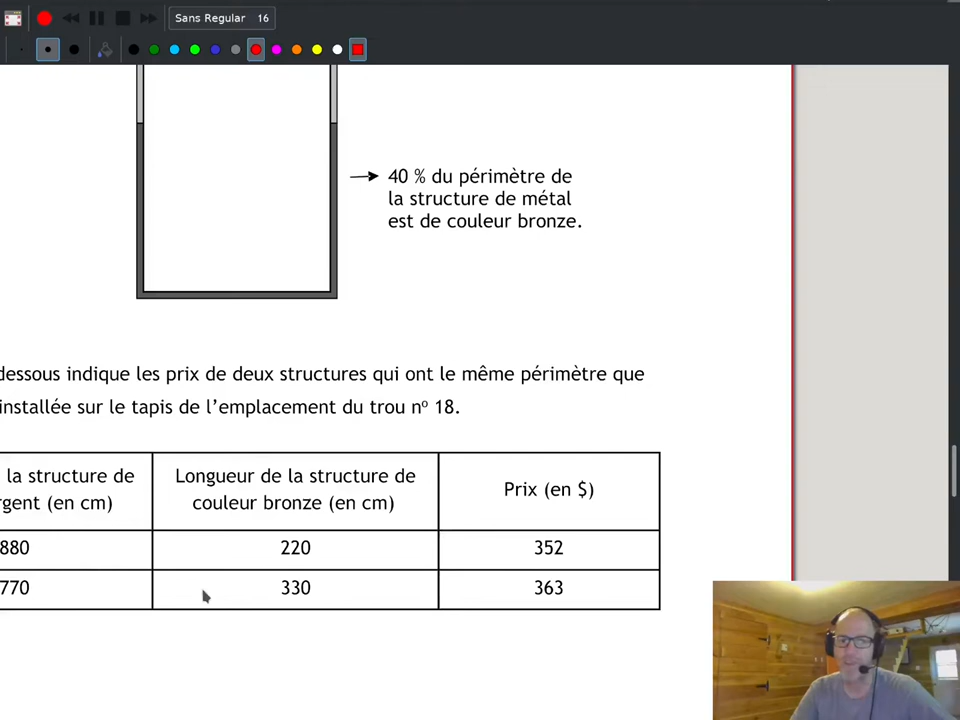 Sans Regular 16
40 % du périmètre de
la structure de métal
est de couleur bronze.
dessous indique les prix de deux structures qui ont le même périmètre que
installée sur le tapis de l’emplacement du trou nº 18.
la structure de
rgent (en cm)
Longueur de la structure de
couleur bronze (en cm)
Prix (en $)
880 220 352
770 330 363